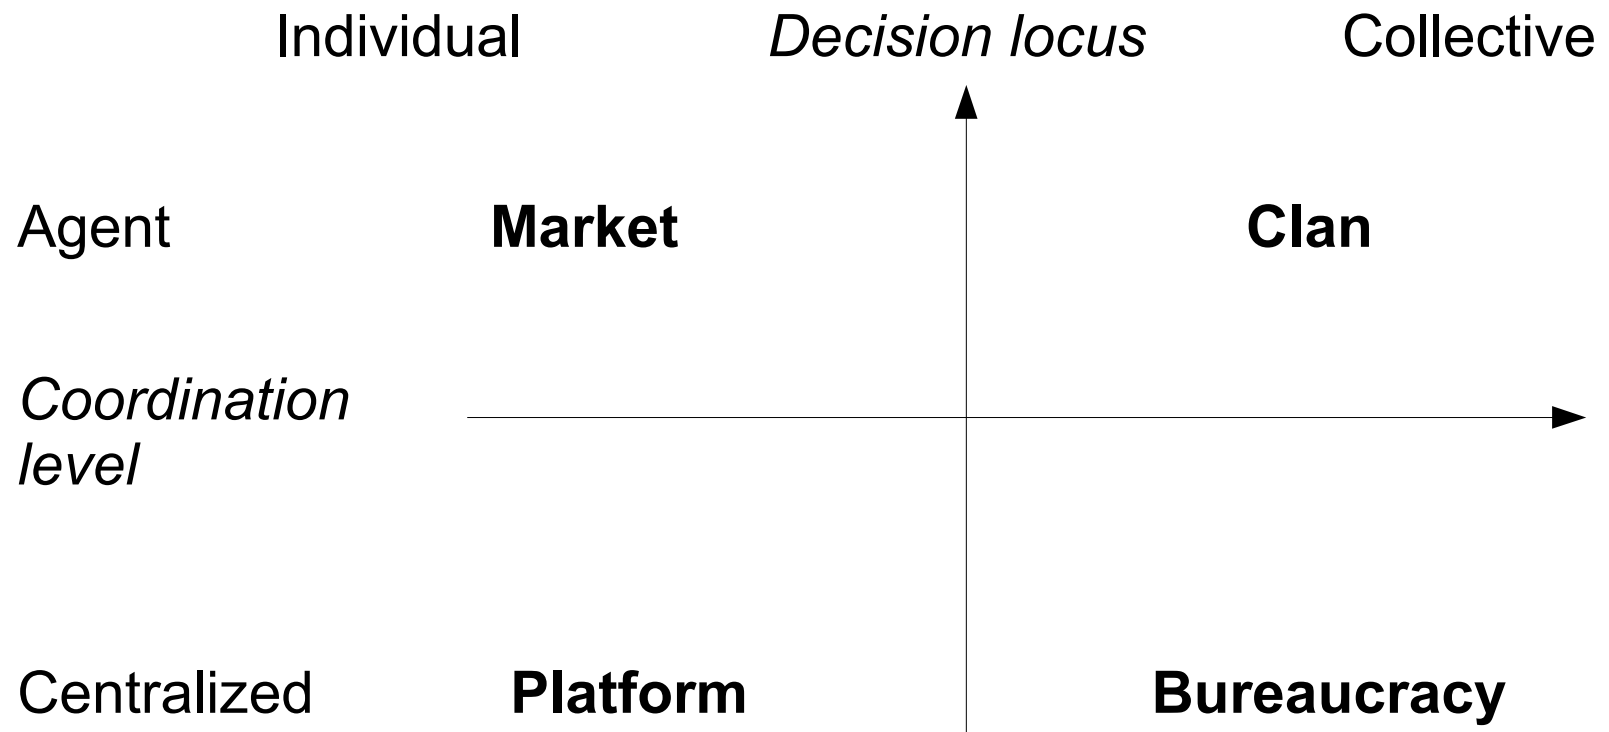 Individual Decision locus Collective
Agent Market Clan
Coordination
level
Centralized Platform Bureaucracy